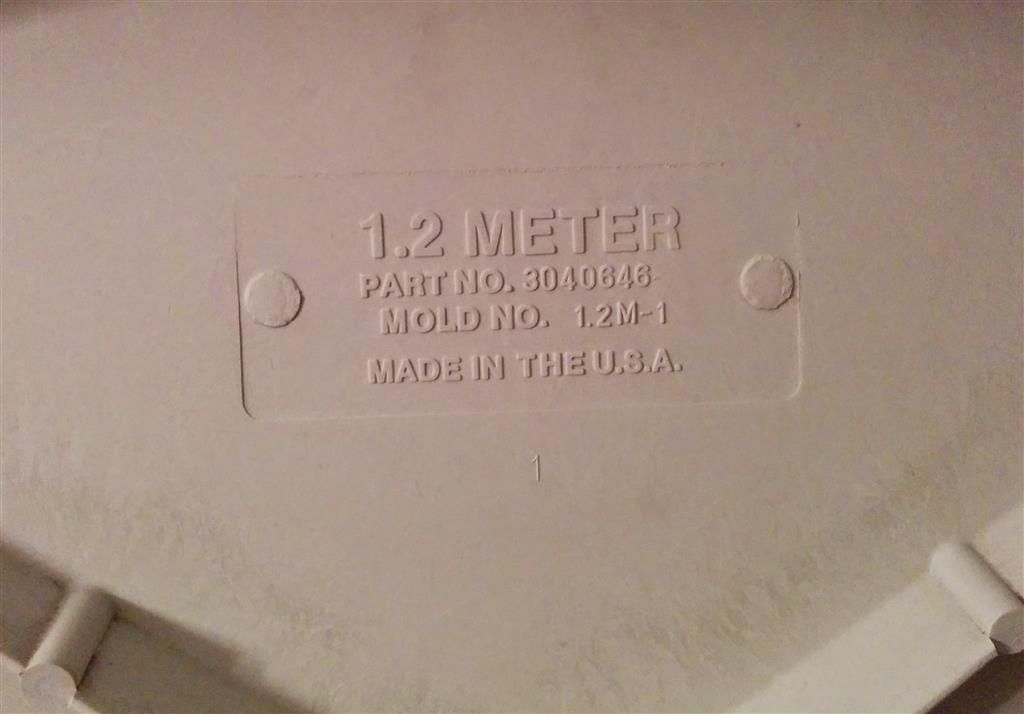 1.2 METER
PART NO. 3040646-
MOLD NO. 1.2M-1
MADE IN THE U.S.A.
1